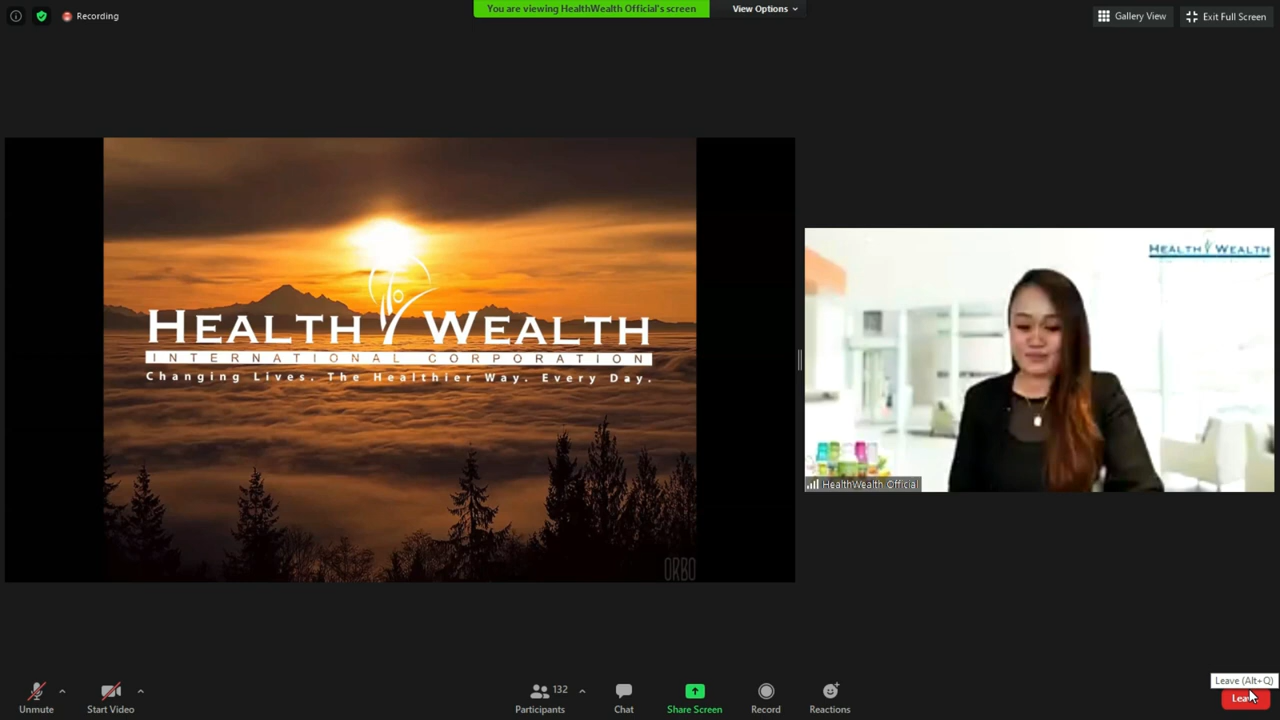 Recording
You are viewing HealthWealth Official's screen
View Options
Gallery View
Exit Full Screen
HEALTH WEALTH
INTERNATIONAL CORPORATION
Changing Lives. The Healthier Way. Every Day.
ORBO
HEALTH WEALTH
HealthWealth Official
Unmute
Start Video
132
Participants
Chat
Share Screen
Record
Reactions
Leave (Alt+Q)
Leave